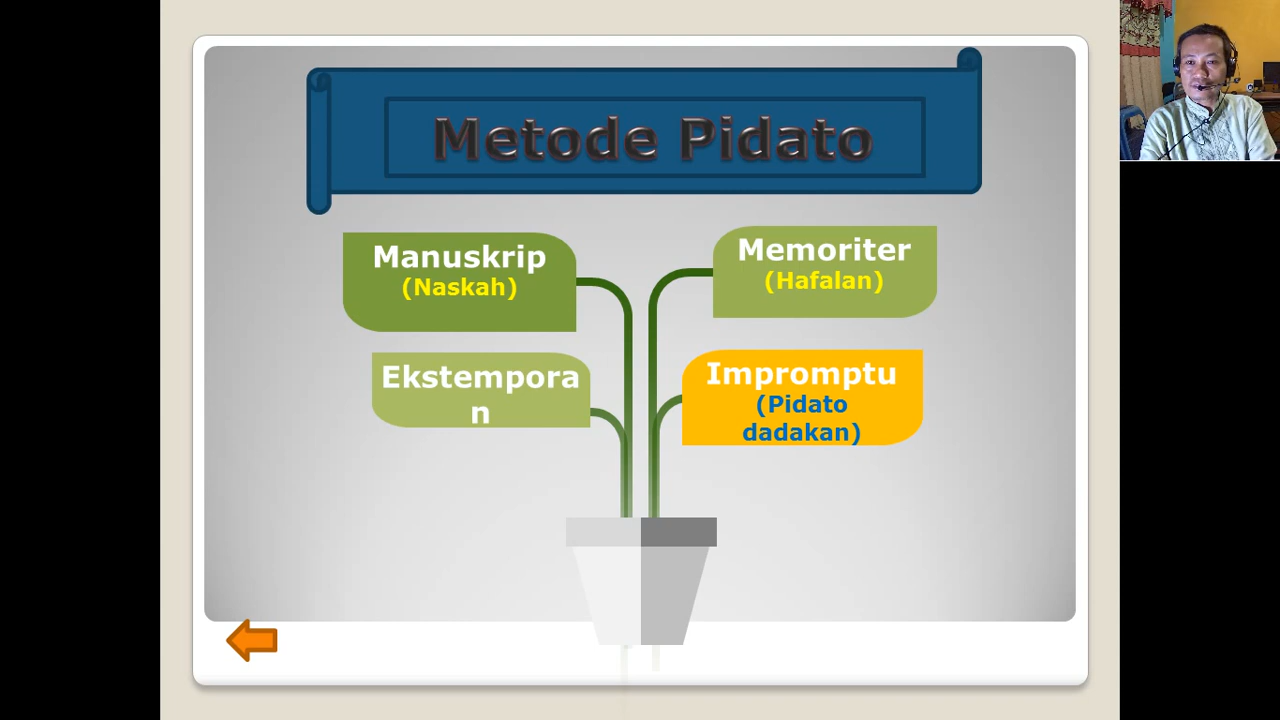 Metode Pidato
Manuskrip
(Naskah)
Memoriter
(Hafalan)
Ekstempora
n
Impromptu
(Pidato
dadakan)